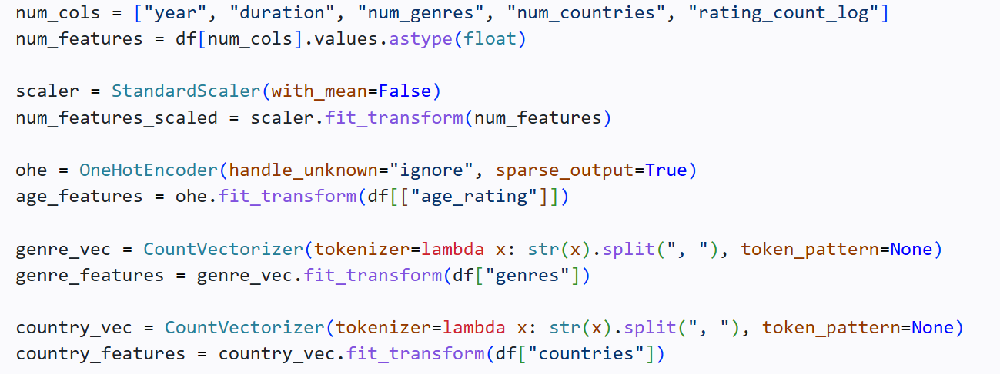 num_cols = ["year", "duration", "num_genres", "num_countries", "rating_count_log"]
num_features = df[num_cols].values.astype(float)
scaler = StandardScaler(with_mean=False)
num_features_scaled = scaler.fit_transform(num_features)
ohe = OneHotEncoder(handle_unknown="ignore", sparse_output=True)
age_features = ohe.fit_transform(df[["age_rating"]])
genre_vec = CountVectorizer(tokenizer=lambda x: str(x).split(", "), token_pattern=None)
genre_features = genre_vec.fit_transform(df["genres"])
country_vec = CountVectorizer(tokenizer=lambda x: str(x).split(", "), token_pattern=None)
country_features = country_vec.fit_transform(df["countries"])